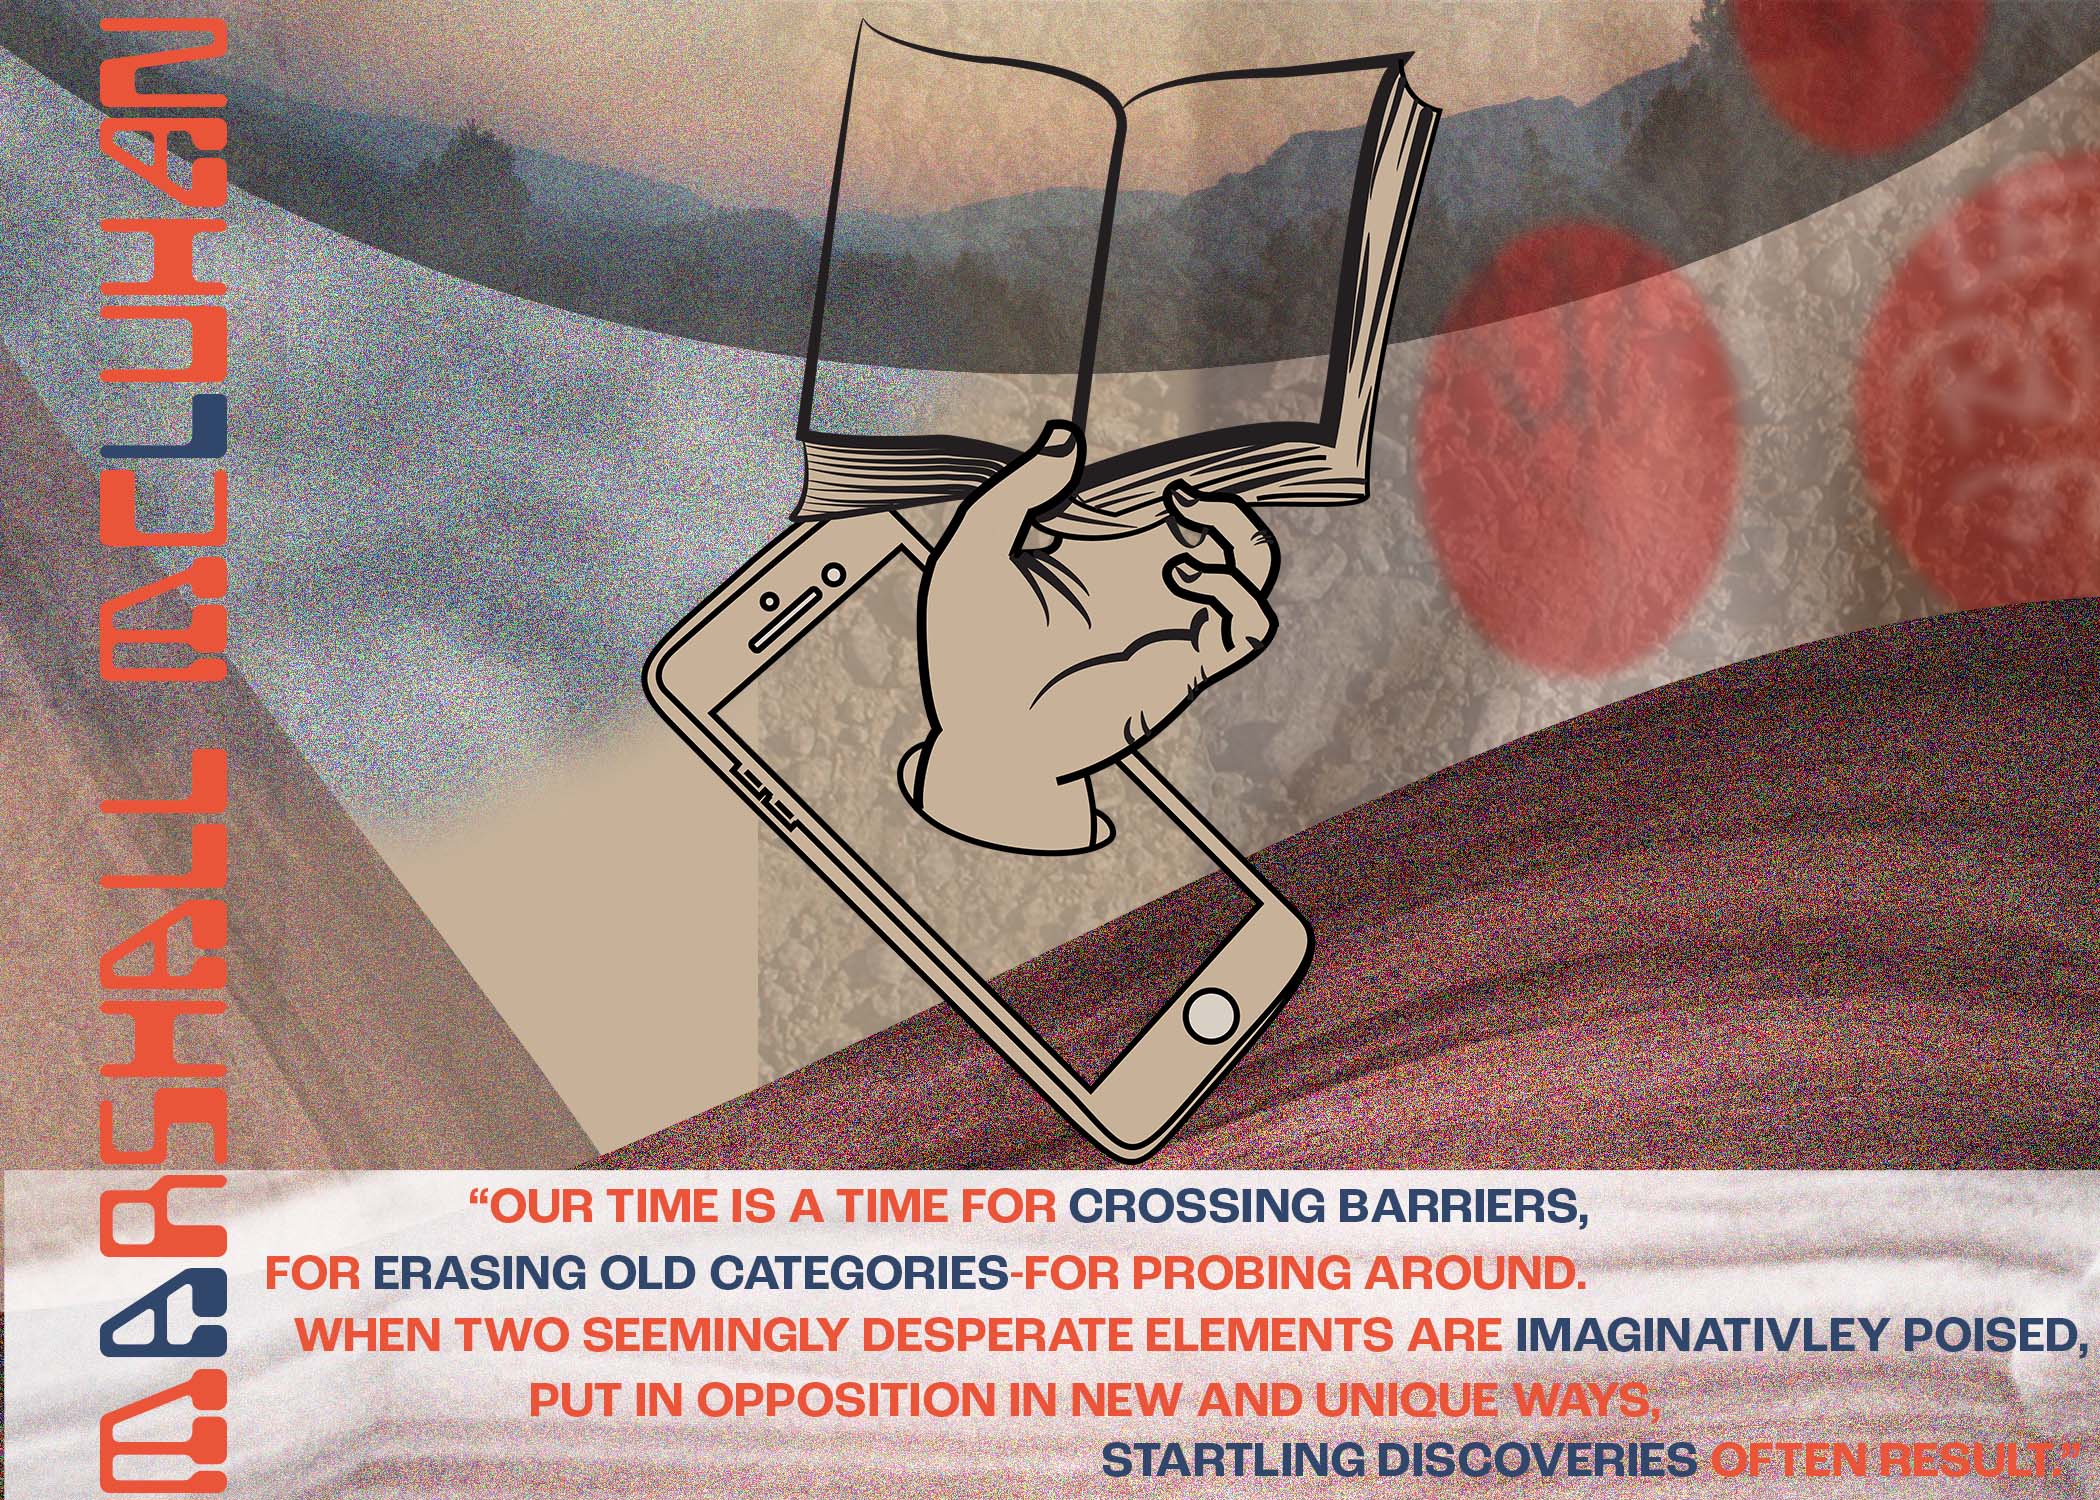 MARSHALL McLUHAN
“OUR TIME IS A TIME FOR CROSSING BARRIERS,
FOR ERASING OLD CATEGORIES-FOR PROBING AROUND.
WHEN TWO SEEMINGLY DESPERATE ELEMENTS ARE IMAGINATIVLEY POISED,
PUT IN OPPOSITION IN NEW AND UNIQUE WAYS,
STARTLING DISCOVERIES OFTEN RESULT.”